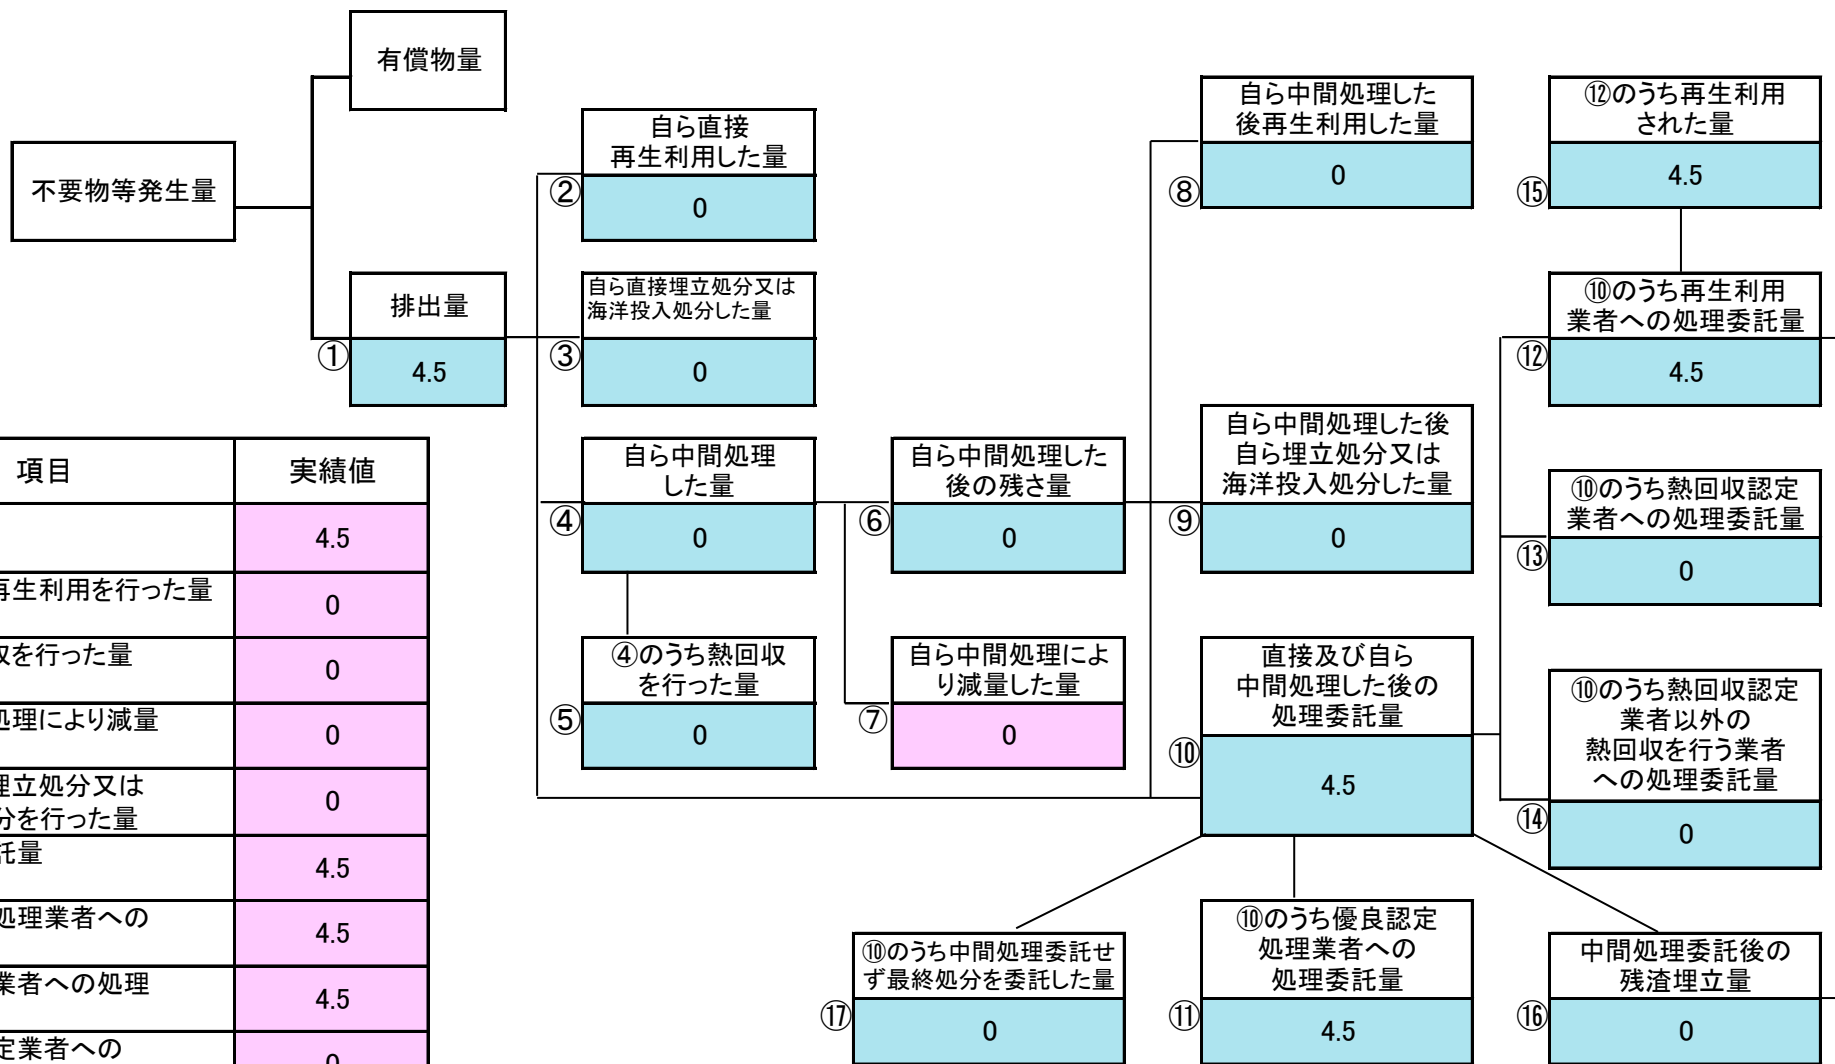 有償物量
不要物等発生量
排出量
①
4.5
自ら直接
再生利用した量
②
0
自ら直接埋立処分又は
海洋投入処分した量
③
0
自ら中間処理
した量
④
0
④のうち熱回収
を行った量
⑤
0
自ら中間処理した
後の残さ量
⑥
0
自ら中間処理によ
り減量した量
⑦
0
自ら中間処理した
後再生利用した量
⑧
0
自ら中間処理した後
自ら埋立処分又は
海洋投入処分した量
⑨
0
直接及び自ら
中間処理した後の
処理委託量
⑩
4.5
⑫のうち再生利用
された量
⑮
4.5
⑩のうち再生利用
業者への処理委託量
⑫
4.5
⑩のうち熱回収認定
業者への処理委託量
⑬
0
⑩のうち熱回収認定
業者以外の
熱回収を行う業者
への処理委託量
⑭
0
⑩のうち中間処理委託せ
ず最終処分を委託した量
⑰
0
⑩のうち優良認定
処理業者への
処理委託量
⑪
4.5
中間処理委託後の
残渣埋立量
⑯
0
項目 実績値
4.5
再生利用を行った量
0
を行った量
0
処理により減量
0
埋立処分又は
分を行った量
0
託量
4.5
処理業者への
4.5
業者への処理
4.5
定業者への
0